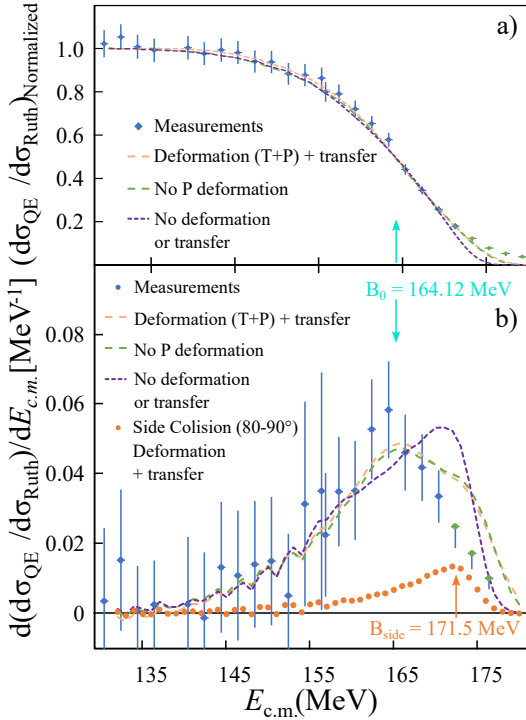 a)
(dσQE /dσRuth)Normalized
1.0
0.8
0.6
0.4
0.2
Measurements
Deformation (T+P) + transfer
No P deformation
No deformation
or transfer
B0 = 164.12 MeV
b)
d(dσQE /dσRuth)/dEc.m.[MeV-1]
0.08
0.06
0.04
0.02
0
Measurements
Deformation (T+P) + transfer
No P deformation
No deformation
or transfer
Side Colision (80-90°)
Deformation
+ transfer
Bside = 171.5 MeV
135 145 155 165 175
Ec.m.(MeV)